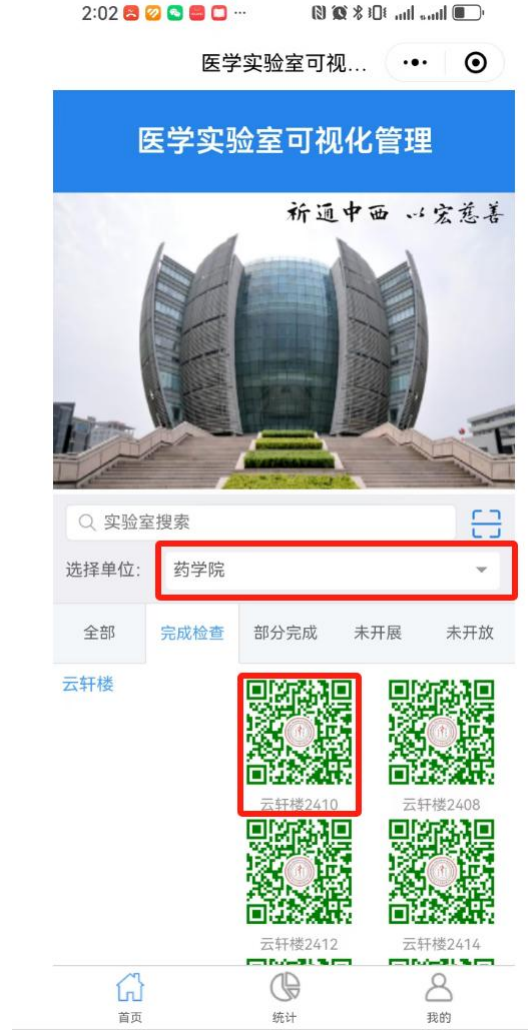 2:02
医学实验室可视...
医学实验室可视化管理
祈通中西 以宏慈善
实验室搜索
选择单位: 药学院
全部 完成检查 部分完成 未开展 未开放
云轩楼
云轩楼2410 云轩楼2408
云轩楼2412 云轩楼2414
首页 统计 我的